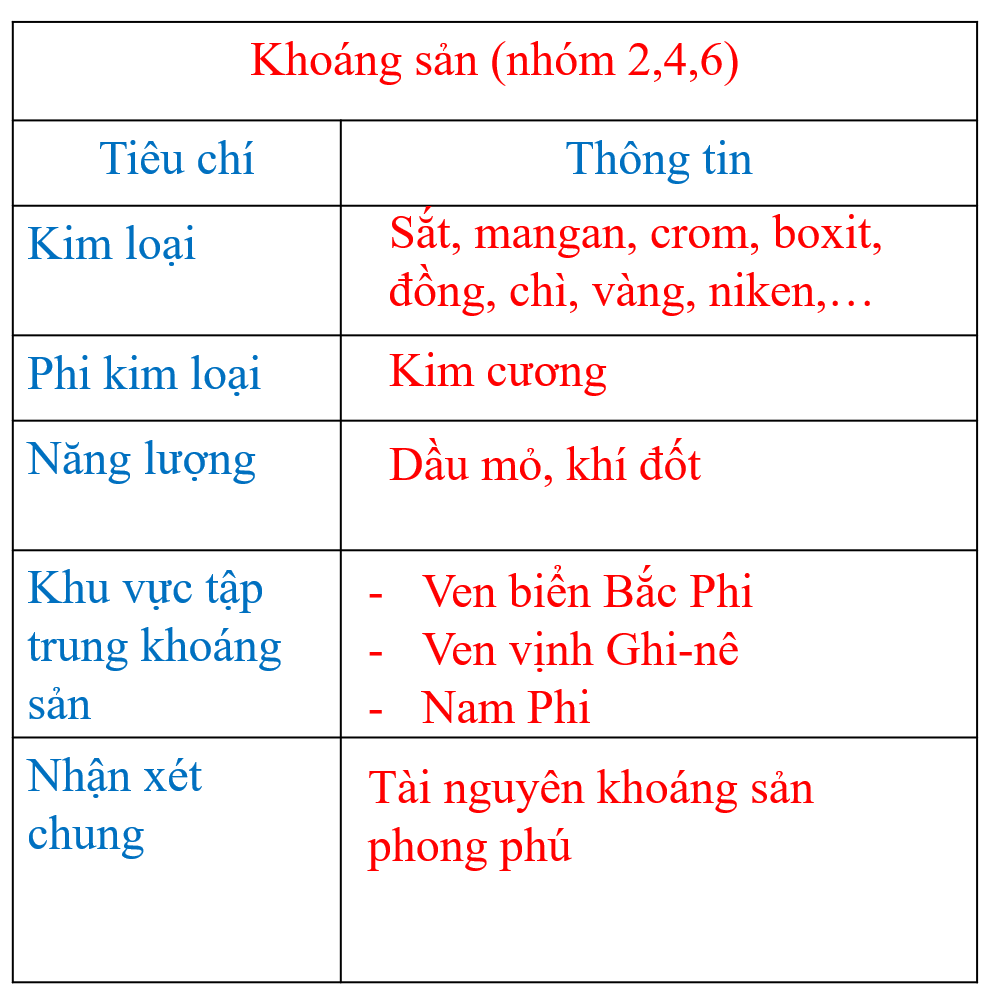 Khoáng sản (nhóm 2,4,6)
Tiêu chí
Thông tin
Kim loại
Sắt, mangan, crom, boxit,
đồng, chì, vàng, niken,…
Phi kim loại
Kim cương
Năng lượng
Dầu mỏ, khí đốt
Khu vực tập
trung khoáng
sản
- Ven biển Bắc Phi
- Ven vịnh Ghi-nê
- Nam Phi
Nhận xét
chung
Tài nguyên khoáng sản
phong phú